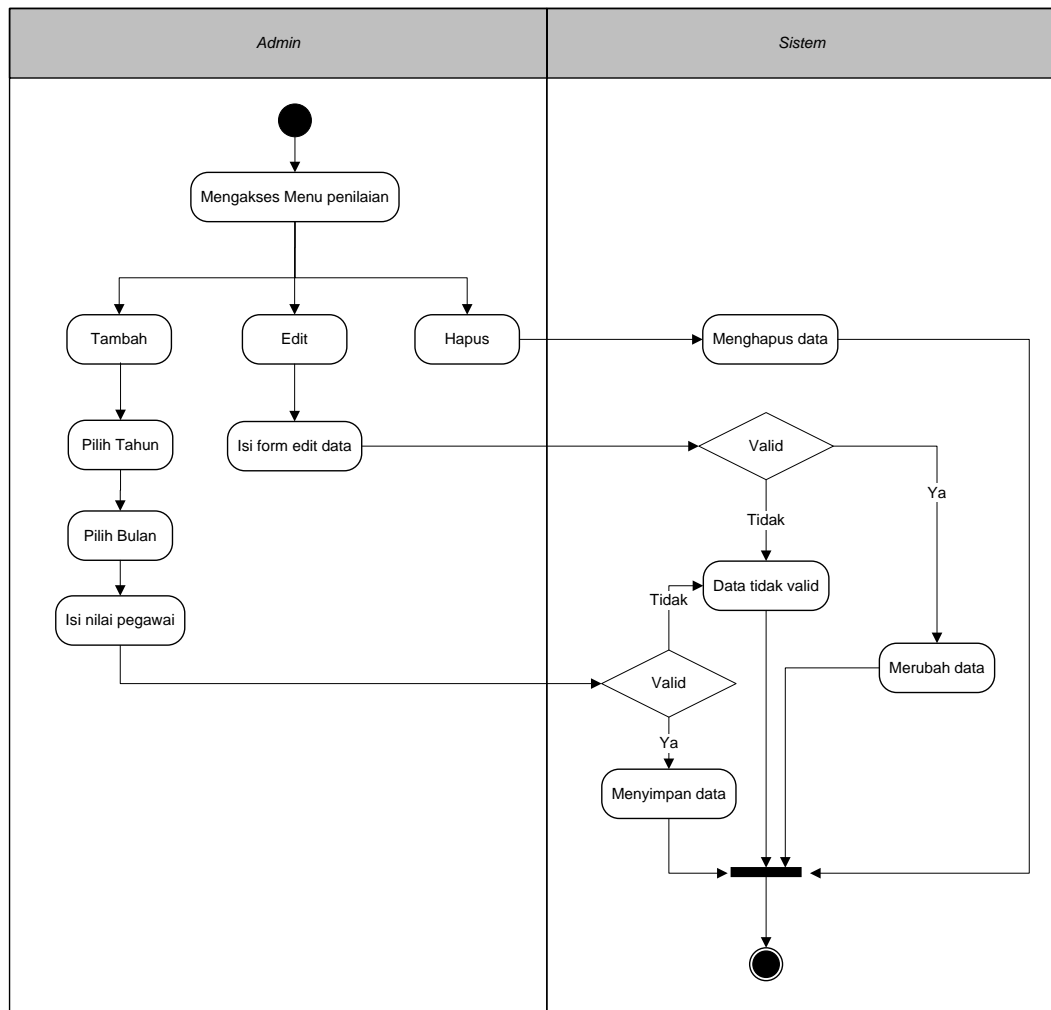 Admin
Sistem
Mengakses Menu penilaian
Tambah
Edit
Hapus
Menghapus data
Pilih Tahun
Isi form edit data
Valid
Ya
Tidak
Pilih Bulan
Data tidak valid
Tidak
Isi nilai pegawai
Valid
Merubah data
Ya
Menyimpan data